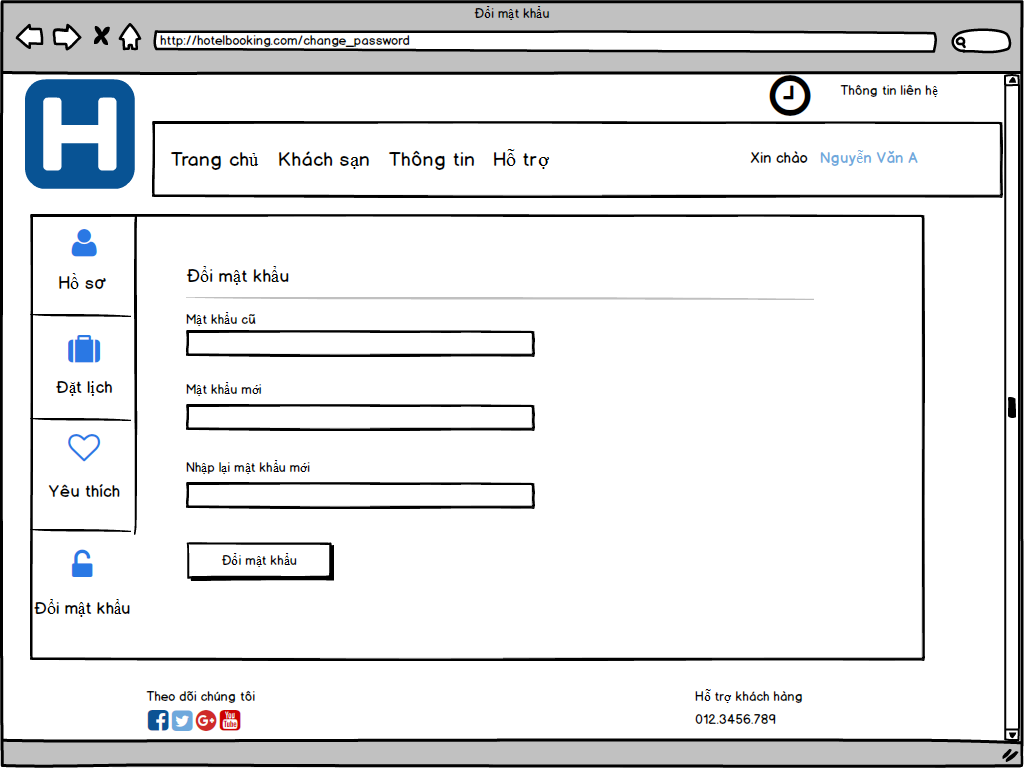 Đổi mật khẩu
http://hotelbooking.com/change_password
Thông tin liên hệ
H
Trang chủ Khách sạn Thông tin Hỗ trợ
Xin chào Nguyễn Văn A
Hồ sơ
Đặt lịch
Yêu thích
Đổi mật khẩu
Đổi mật khẩu
Mật khẩu cũ
Mật khẩu mới
Nhập lại mật khẩu mới
Đổi mật khẩu
Theo dõi chúng tôi
f G+ You Tube
Hỗ trợ khách hàng
012.3456.789